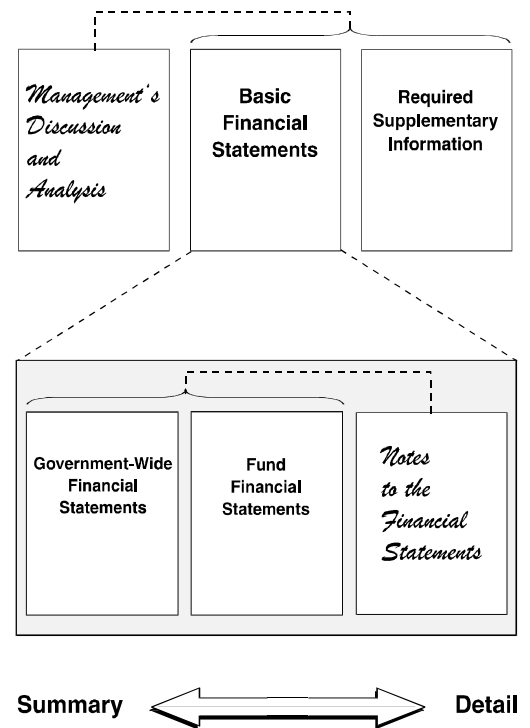 Management's
Discussion
and
Analysis
Basic
Financial
Statements
Required
Supplementary
Information
Government-Wide
Financial
Statements
Fund
Financial
Statements
Notes
to the
Financial
Statements
Summary
Detail